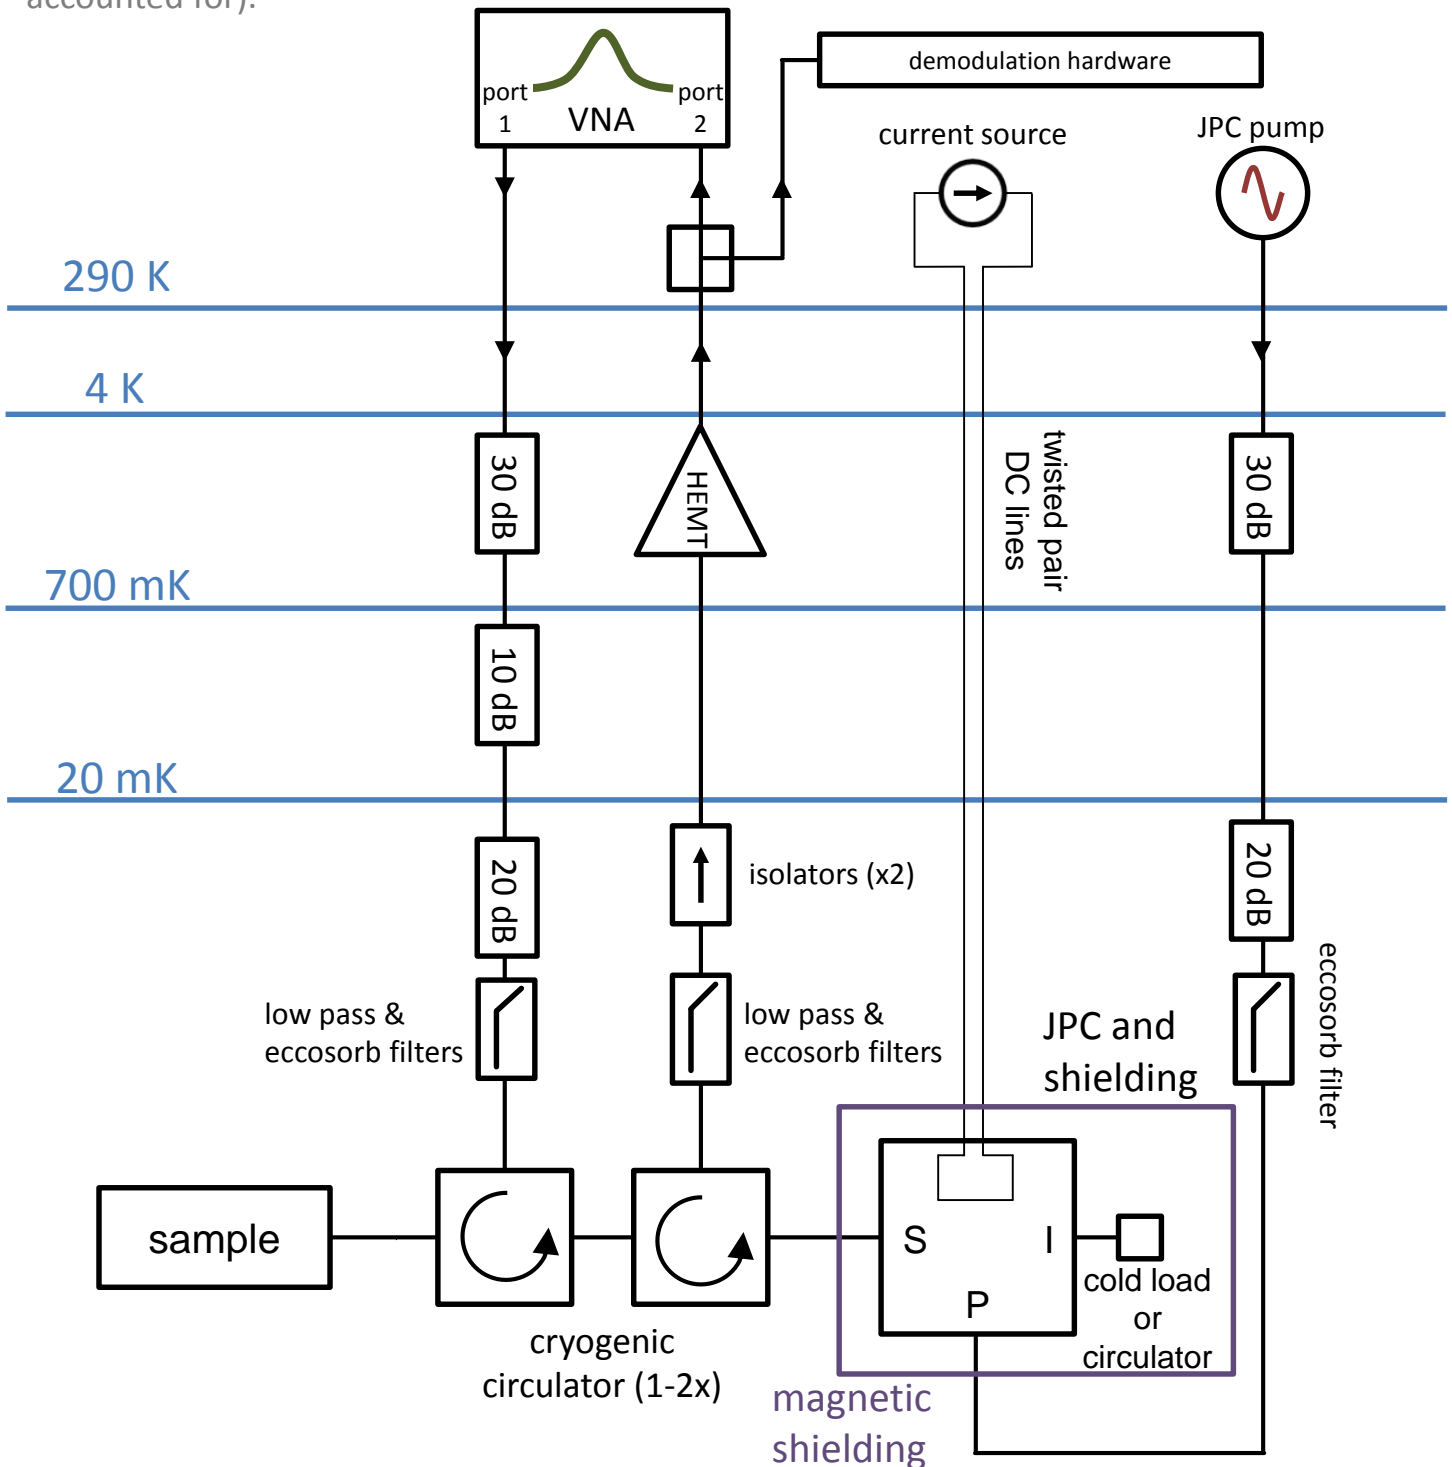 accounted for).
port
1
VNA
port
2
demodulation hardware
current source
JPC pump
290 K
4 K
30 dB
HEMT
twisted pair
DC lines
30 dB
700 mK
10 dB
20 mK
20 dB
isolators (x2)
20 dB
low pass &
eccosorb filters
low pass &
eccosorb filters
JPC and
shielding
eccosorb filter
sample
S
I
P
cold load
or
circulator
cryogenic
circulator (1-2x)
magnetic
shielding